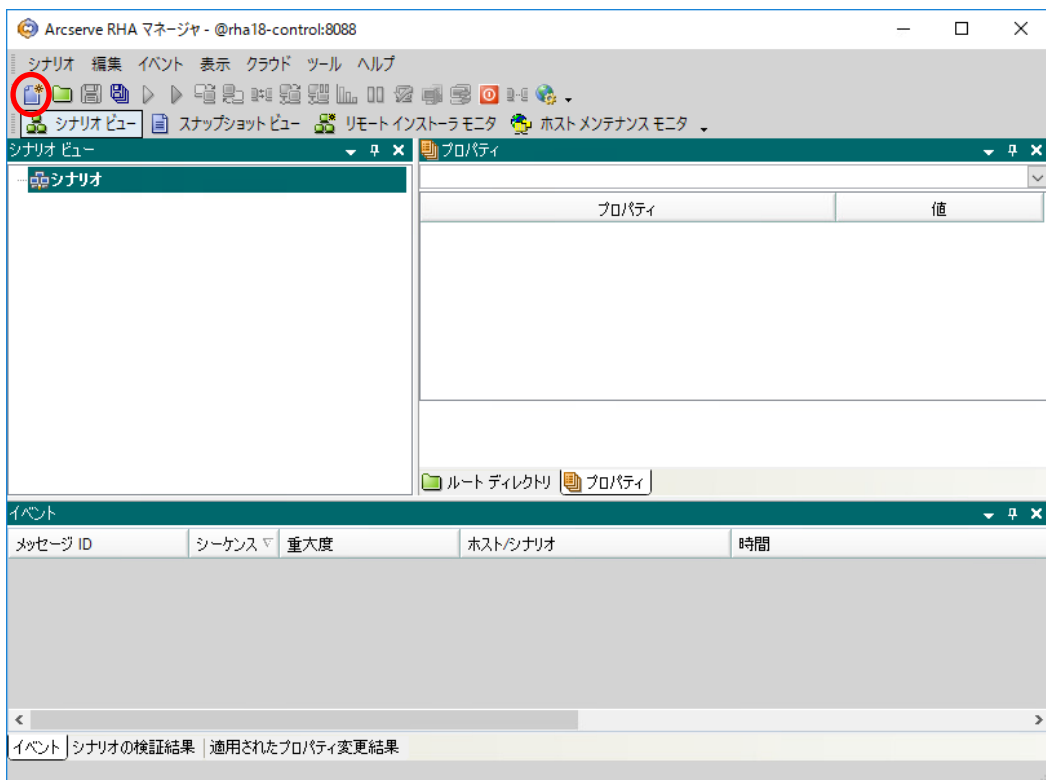 Arcserve RHA マネージャ - @rha18-control:8088
シナリオ 編集 イベント 表示 クラウド ツール ヘルプ
シナリオ ビュー スナップショット ビュー リモート インストーラ モニタ ホスト メンテナンス モニタ
シナリオ ビュー
シナリオ
プロパティ
プロパティ 値
ルート ディレクトリ プロパティ
イベント
メッセージ ID シーケンス 重大度 ホスト/シナリオ 時間
イベント シナリオの検証結果 適用されたプロパティ変更結果